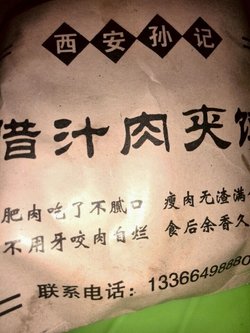 西安孙记
汁肉夹
肥肉吃了不腻口 瘦肉无渣满
不用牙咬肉自烂 食后余香久
联系电话：13366498880